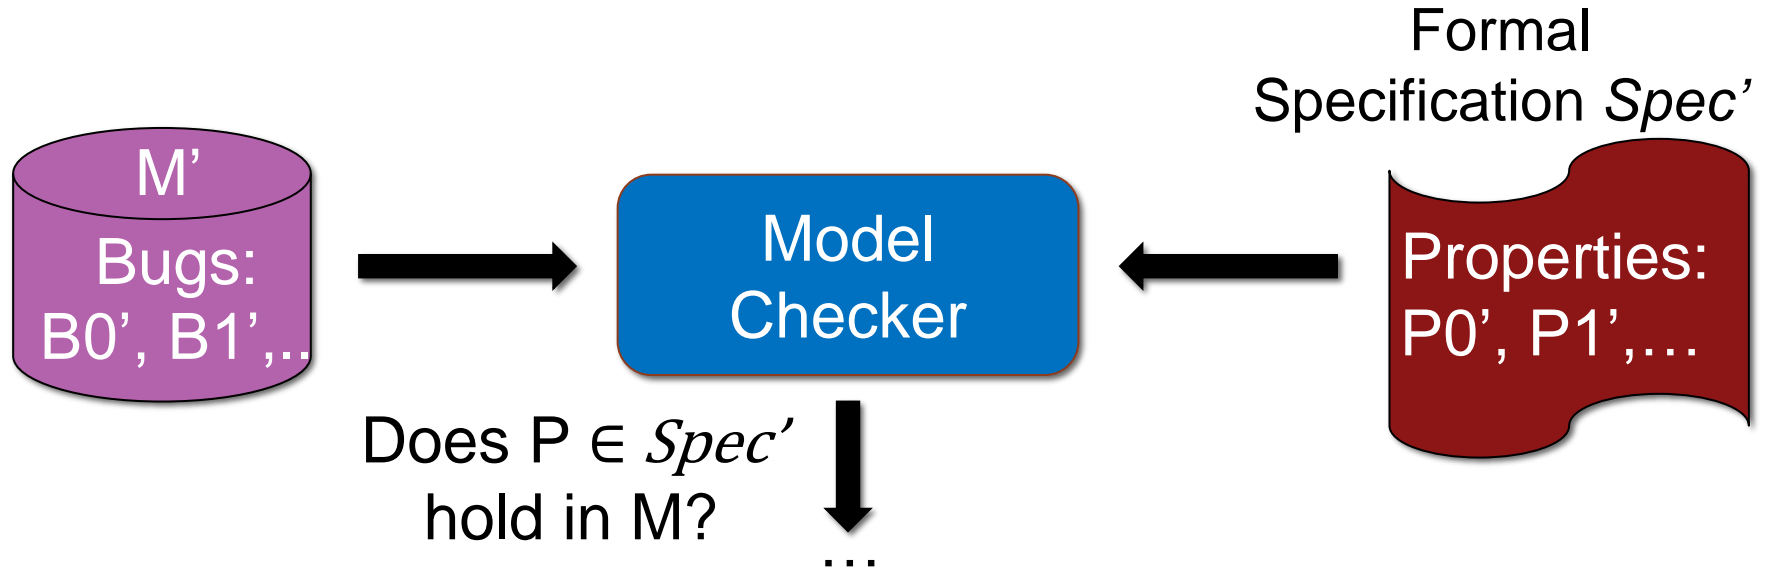 Formal
Specification Spec’
M’
Bugs:
B0’, B1’,..
Model
Checker
Properties:
P0’, P1’,…
Does P ∈ Spec’
hold in M?
…